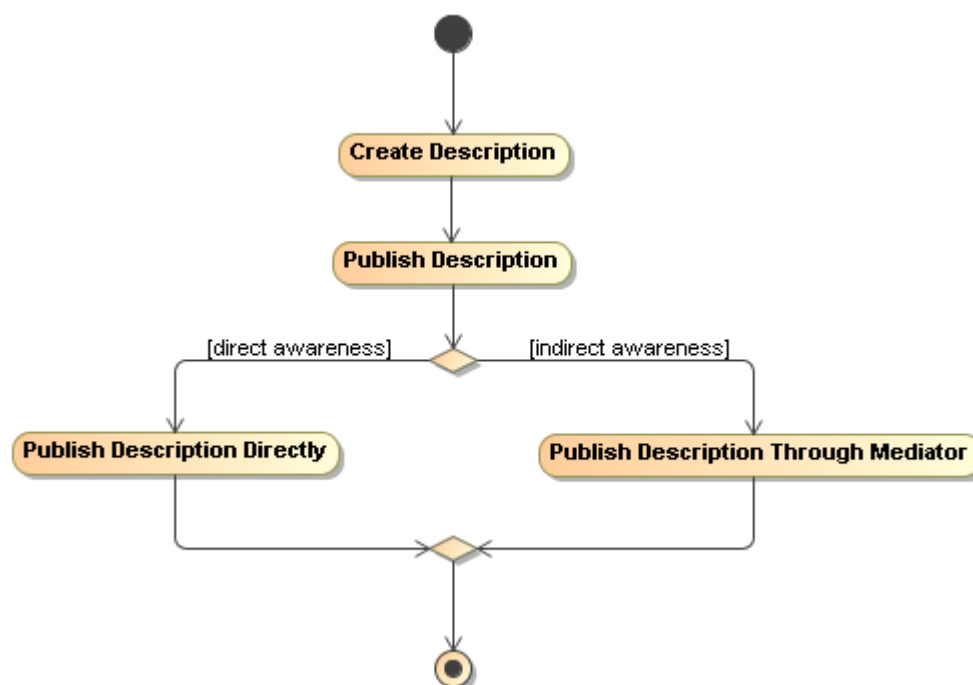 Create Description
Publish Description
[direct awareness]
[indirect awareness]
Publish Description Directly
Publish Description Through Mediator